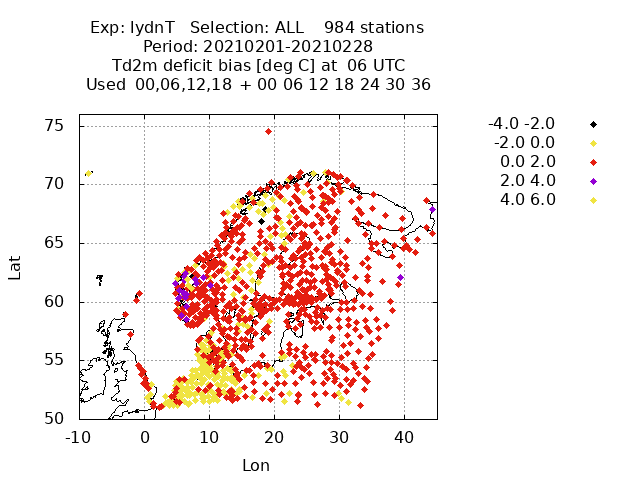 Exp: IydnT   Selection: ALL    984 stations
Period: 20210201-20210228
Td2m deficit bias [deg C] at  06 UTC
Used  00,06,12,18  + 00 06 12 18 24 30 36
-4.0 -2.0
-2.0 0.0
0.0 2.0
2.0 4.0
4.0 6.0
75
70
65
60
55
50
Lat
-10 0 10 20 30 40
Lon